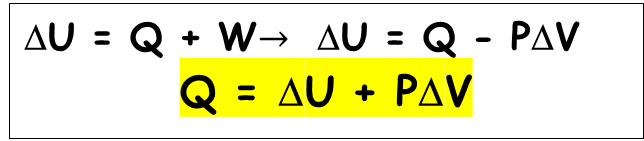 ΔU = Q + W→ ΔU = Q - PΔV
Q = ΔU + PΔV